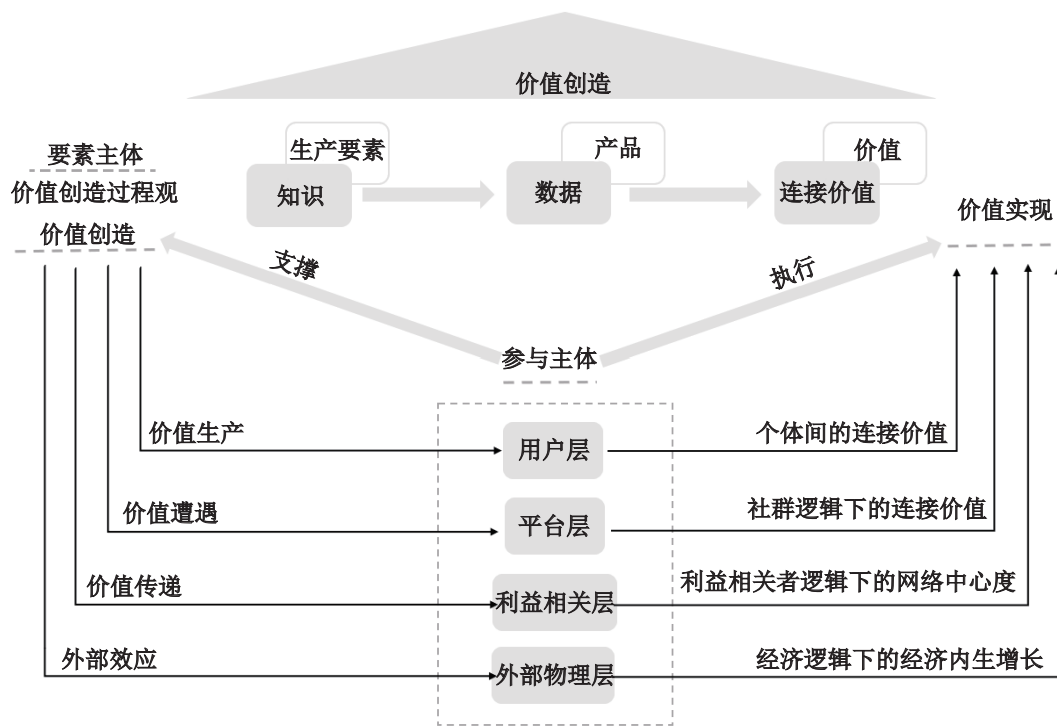 价值创造
生产要素
产品
价值
要素主体
价值创造过程观
知识
数据
连接价值
价值创造
价值实现
支撑
执行
参与主体
价值生产
用户层
个体间的连接价值
价值遭遇
平台层
社群逻辑下的连接价值
价值传递
利益相关层
利益相关者逻辑下的网络中心度
外部效应
外部物理层
经济逻辑下的经济内生增长